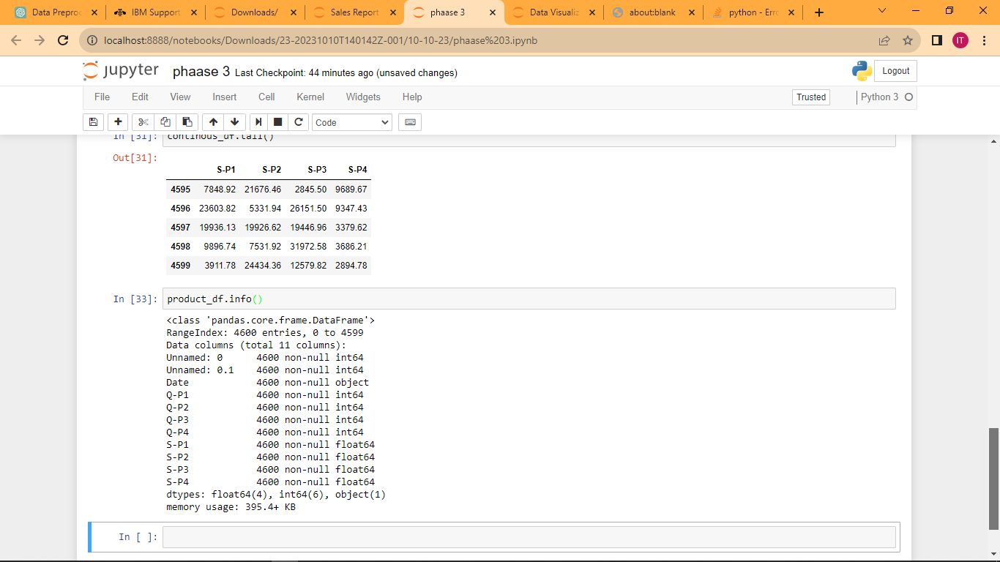 Data Preproc
IBM Support
Downloads/
Sales Report
phaase 3
Data Visualiz
about:blank
python - Erro
localhost:8888/notebooks/Downloads/23-20231010T140142Z-001/10-10-23/phaase%203.ipynb
IT
jupyter phaase 3 Last Checkpoint: 44 minutes ago (unsaved changes)
Logout
File Edit View Insert Cell Kernel Widgets Help
Trusted
Python 3
Code
In [31]: continous_df.tail()
Out[31]:
S-P1 S-P2 S-P3 S-P4
4595 7848.92 21676.46 2845.50 9689.67
4596 23603.82 5331.94 26151.50 9347.43
4597 19936.13 19926.62 19446.96 3379.62
4598 9896.74 7531.92 31972.58 3686.21
4599 3911.78 24434.36 12579.82 2894.78
In [33]: product_df.info()
<class 'pandas.core.frame.DataFrame'>
RangeIndex: 4600 entries, 0 to 4599
Data columns (total 11 columns):
Unnamed: 0 4600 non-null int64
Unnamed: 0.1 4600 non-null int64
Date 4600 non-null object
Q-P1 4600 non-null int64
Q-P2 4600 non-null int64
Q-P3 4600 non-null int64
Q-P4 4600 non-null int64
S-P1 4600 non-null float64
S-P2 4600 non-null float64
S-P3 4600 non-null float64
S-P4 4600 non-null float64
dtypes: float64(4), int64(6), object(1)
memory usage: 395.4+ KB
In [ ]: